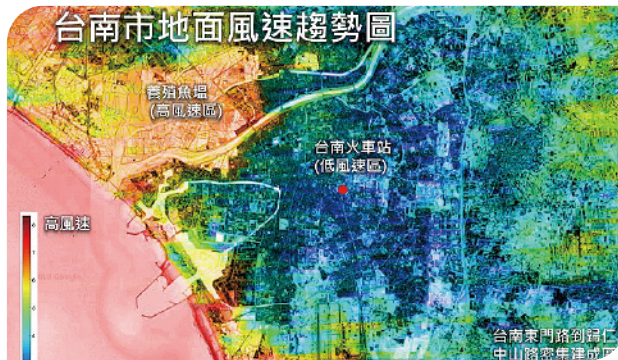 台南市地面風速趨勢圖
養殖魚塭
(高風速區)
台南火車站
(低風速區)
高風速
台南東門路到歸仁
中山路密集建成區